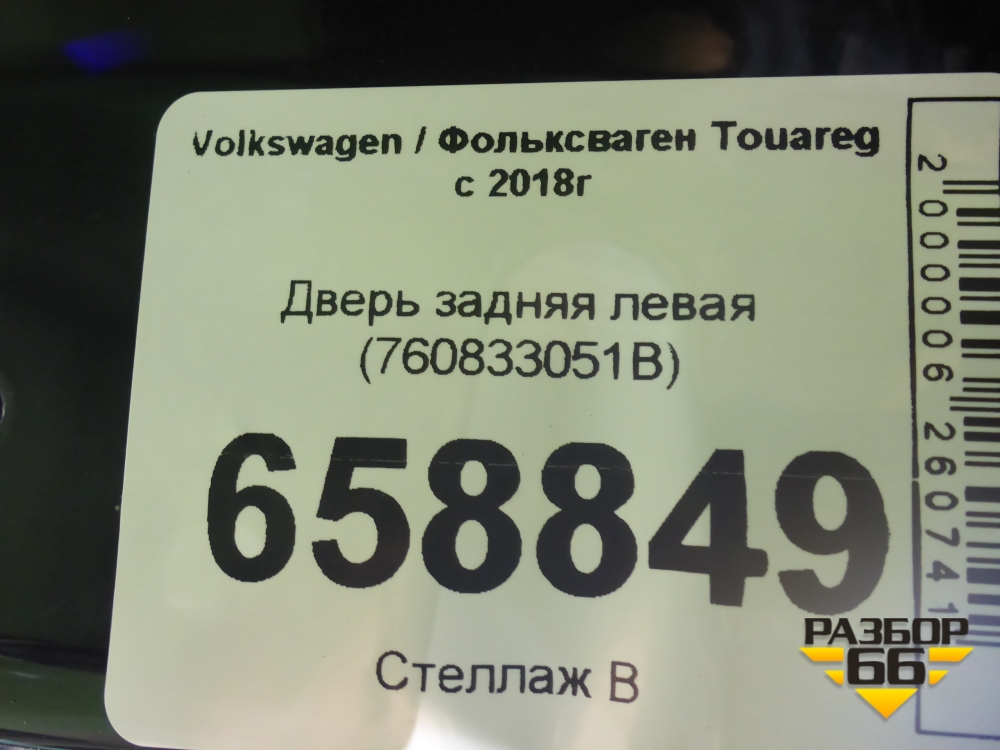 Volkswagen / Фольксваген Touareg
с 2018г
Дверь задняя левая
(760833051B)
658849
Стеллаж В
2000006260741
РАЗБОР
66